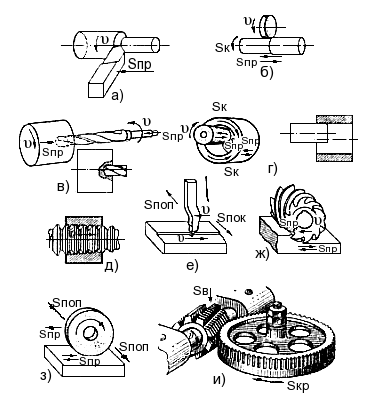 υ
Sпр
а)
υ
Sк
Sпр
б)
υ
Sпр
υ
Sпр
в)
Sк
υ
Sпр
Sпр
Sк
г)
д)
Sпоп
υ
Sпок
υ
е)
Sпр
υ
Sпр
ж)
Sпоп
Sпр
Sпр
Sпоп
з)
Sв
Sкр
и)